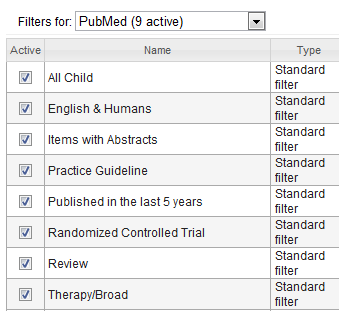 Filters for: PubMed (9 active)
Active Name Type
All Child Standard filter
English & Humans Standard filter
Items with Abstracts Standard filter
Practice Guideline Standard filter
Published in the last 5 years Standard filter
Randomized Controlled Trial Standard filter
Review Standard filter
Therapy/Broad Standard filter